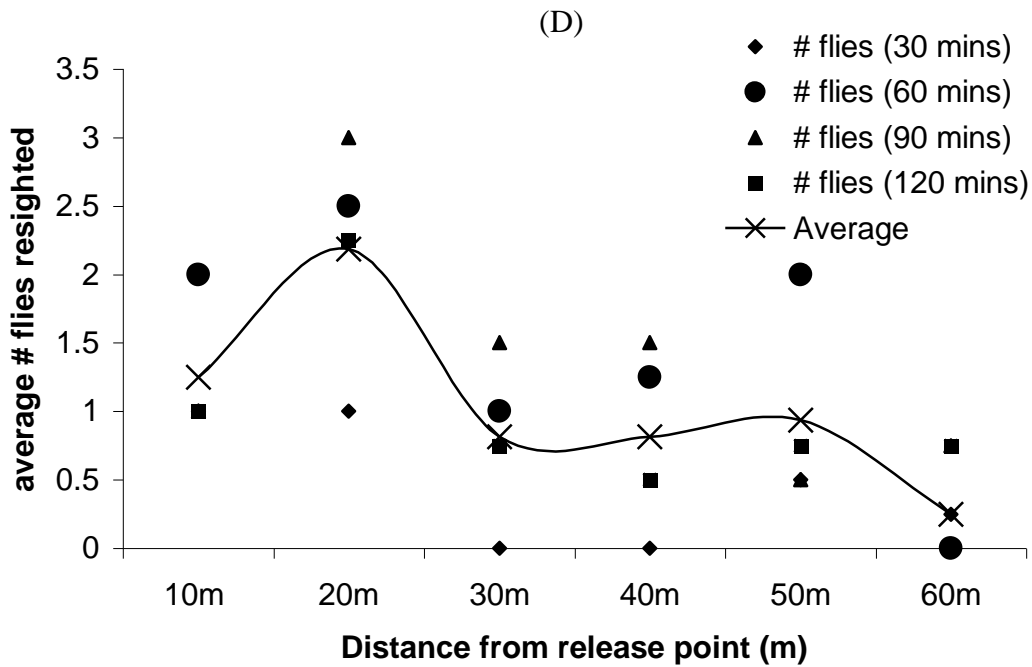 (D)
# flies (30 mins)
# flies (60 mins)
# flies (90 mins)
# flies (120 mins)
Average
average # flies resighted
3.5
3
2.5
2
1.5
1
0.5
0
10m 20m 30m 40m 50m 60m
Distance from release point (m)